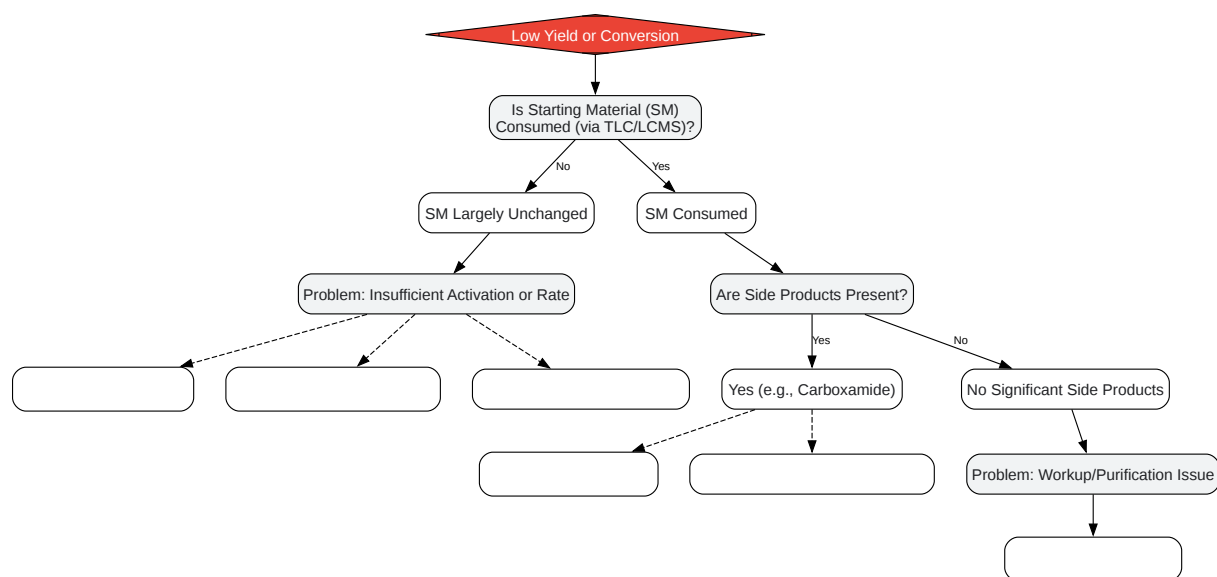 Low Yield or Conversion
Is Starting Material (SM)
Consumed (via TLC/LCMS)?
No
Yes
SM Largely Unchanged
SM Consumed
Problem: Insufficient Activation or Rate
Are Side Products Present?
Yes
No
Yes (e.g., Carboxamide)
No Significant Side Products
Problem: Workup/Purification Issue